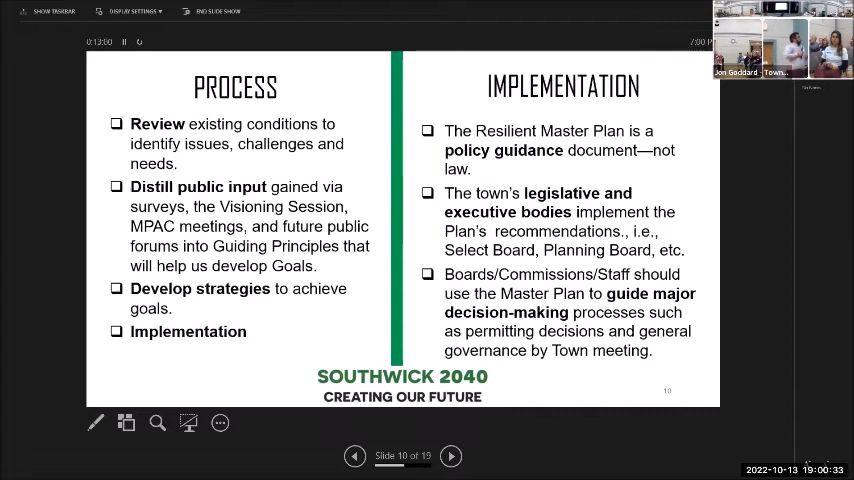 SHOW TASKBAR
DISPLAY SETTINGS ▾
END SLIDE SHOW
0:13:00
7:00 P
Jon Goddard - Town...
PROCESS
❑ Review existing conditions to
identify issues, challenges and
needs.
❑ Distill public input gained via
surveys, the Visioning Session,
MPAC meetings, and future public
forums into Guiding Principles that
will help us develop Goals.
❑ Develop strategies to achieve
goals.
❑ Implementation
IMPLEMENTATION
❑ The Resilient Master Plan is a
policy guidance document—not
law.
❑ The town's legislative and
executive bodies implement the
Plan's recommendations., i.e.,
Select Board, Planning Board, etc.
❑ Boards/Commissions/Staff should
use the Master Plan to guide major
decision-making processes such
as permitting decisions and general
governance by Town meeting.
SOUTHWICK 2040
CREATING OUR FUTURE
10
Slide 10 of 19
2022-10-13 19:00:33